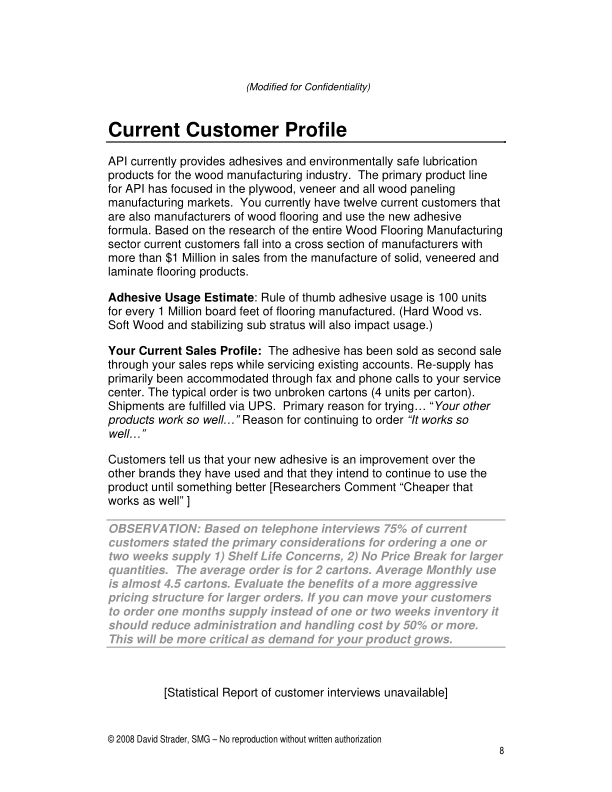 (Modified for Confidentiality)
Current Customer Profile
API currently provides adhesives and environmentally safe lubrication
products for the wood manufacturing industry.  The primary product line
for API has focused in the plywood, veneer and all wood paneling
manufacturing markets.  You currently have twelve current customers that
are also manufacturers of wood flooring and use the new adhesive
formula. Based on the research of the entire Wood Flooring Manufacturing
sector current customers fall into a cross section of manufacturers with
more than $1 Million in sales from the manufacture of solid, veneered and
laminate flooring products.
Adhesive Usage Estimate: Rule of thumb adhesive usage is 100 units
for every 1 Million board feet of flooring manufactured. (Hard Wood vs.
Soft Wood and stabilizing sub stratus will also impact usage.)
Your Current Sales Profile:  The adhesive has been sold as second sale
through your sales reps while servicing existing accounts. Re-supply has
primarily been accommodated through fax and phone calls to your service
center. The typical order is two unbroken cartons (4 units per carton).
Shipments are fulfilled via UPS.  Primary reason for trying… “Your other
products work so well…” Reason for continuing to order “It works so
well…”
Customers tell us that your new adhesive is an improvement over the
other brands they have used and that they intend to continue to use the
product until something better [Researchers Comment “Cheaper that
works as well” ]
OBSERVATION: Based on telephone interviews 75% of current
customers stated the primary considerations for ordering a one or
two weeks supply 1) Shelf Life Concerns, 2) No Price Break for larger
quantities.  The average order is for 2 cartons. Average Monthly use
is almost 4.5 cartons. Evaluate the benefits of a more aggressive
pricing structure for larger orders. If you can move your customers
to order one months supply instead of one or two weeks inventory it
should reduce administration and handling cost by 50% or more.
This will be more critical as demand for your product grows.
[Statistical Report of customer interviews unavailable]
© 2008 David Strader, SMG – No reproduction without written authorization
8